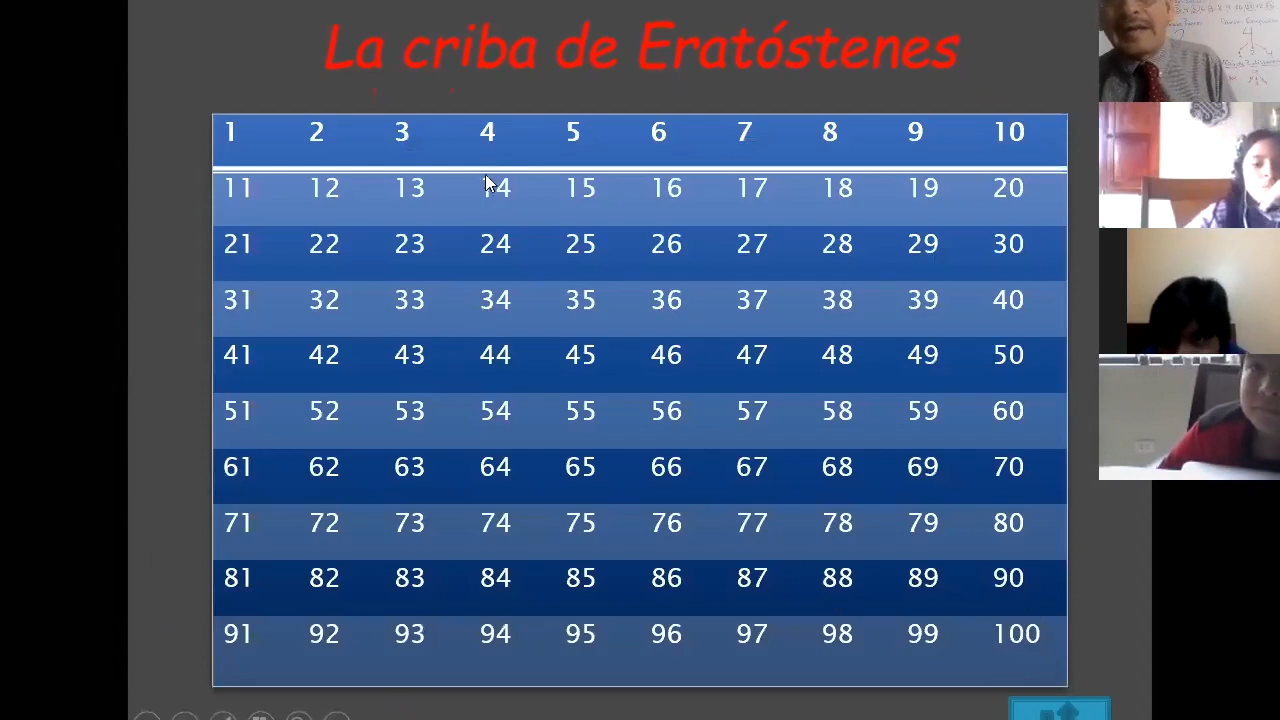 La criba de Eratóstenes
1 2 3 4 5 6 7 8 9 10
11 12 13 14 15 16 17 18 19 20
21 22 23 24 25 26 27 28 29 30
31 32 33 34 35 36 37 38 39 40
41 42 43 44 45 46 47 48 49 50
51 52 53 54 55 56 57 58 59 60
61 62 63 64 65 66 67 68 69 70
71 72 73 74 75 76 77 78 79 80
81 82 83 84 85 86 87 88 89 90
91 92 93 94 95 96 97 98 99 100